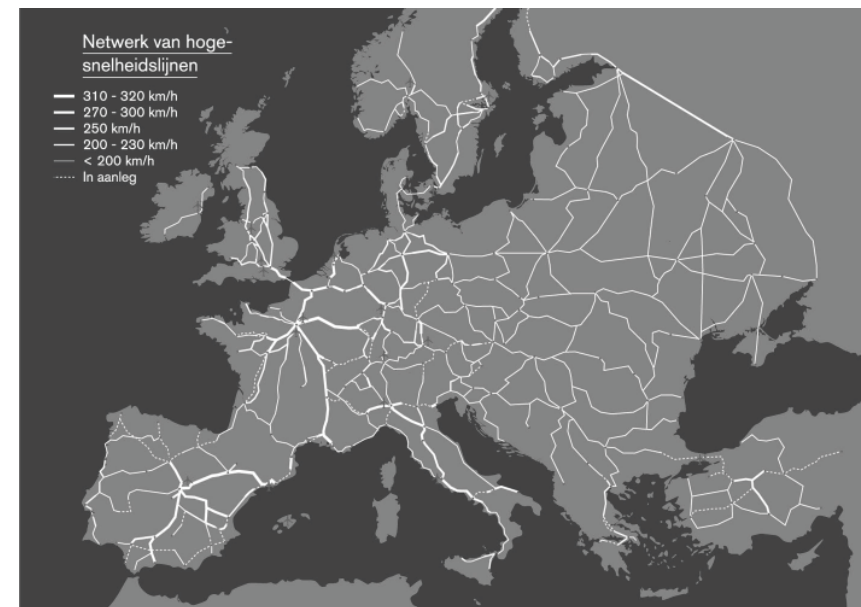 Netwerk van hoge-
snelheidslijnen
310 - 320 km/h
270 - 300 km/h
250 km/h
200 - 230 km/h
< 200 km/h
In aanleg